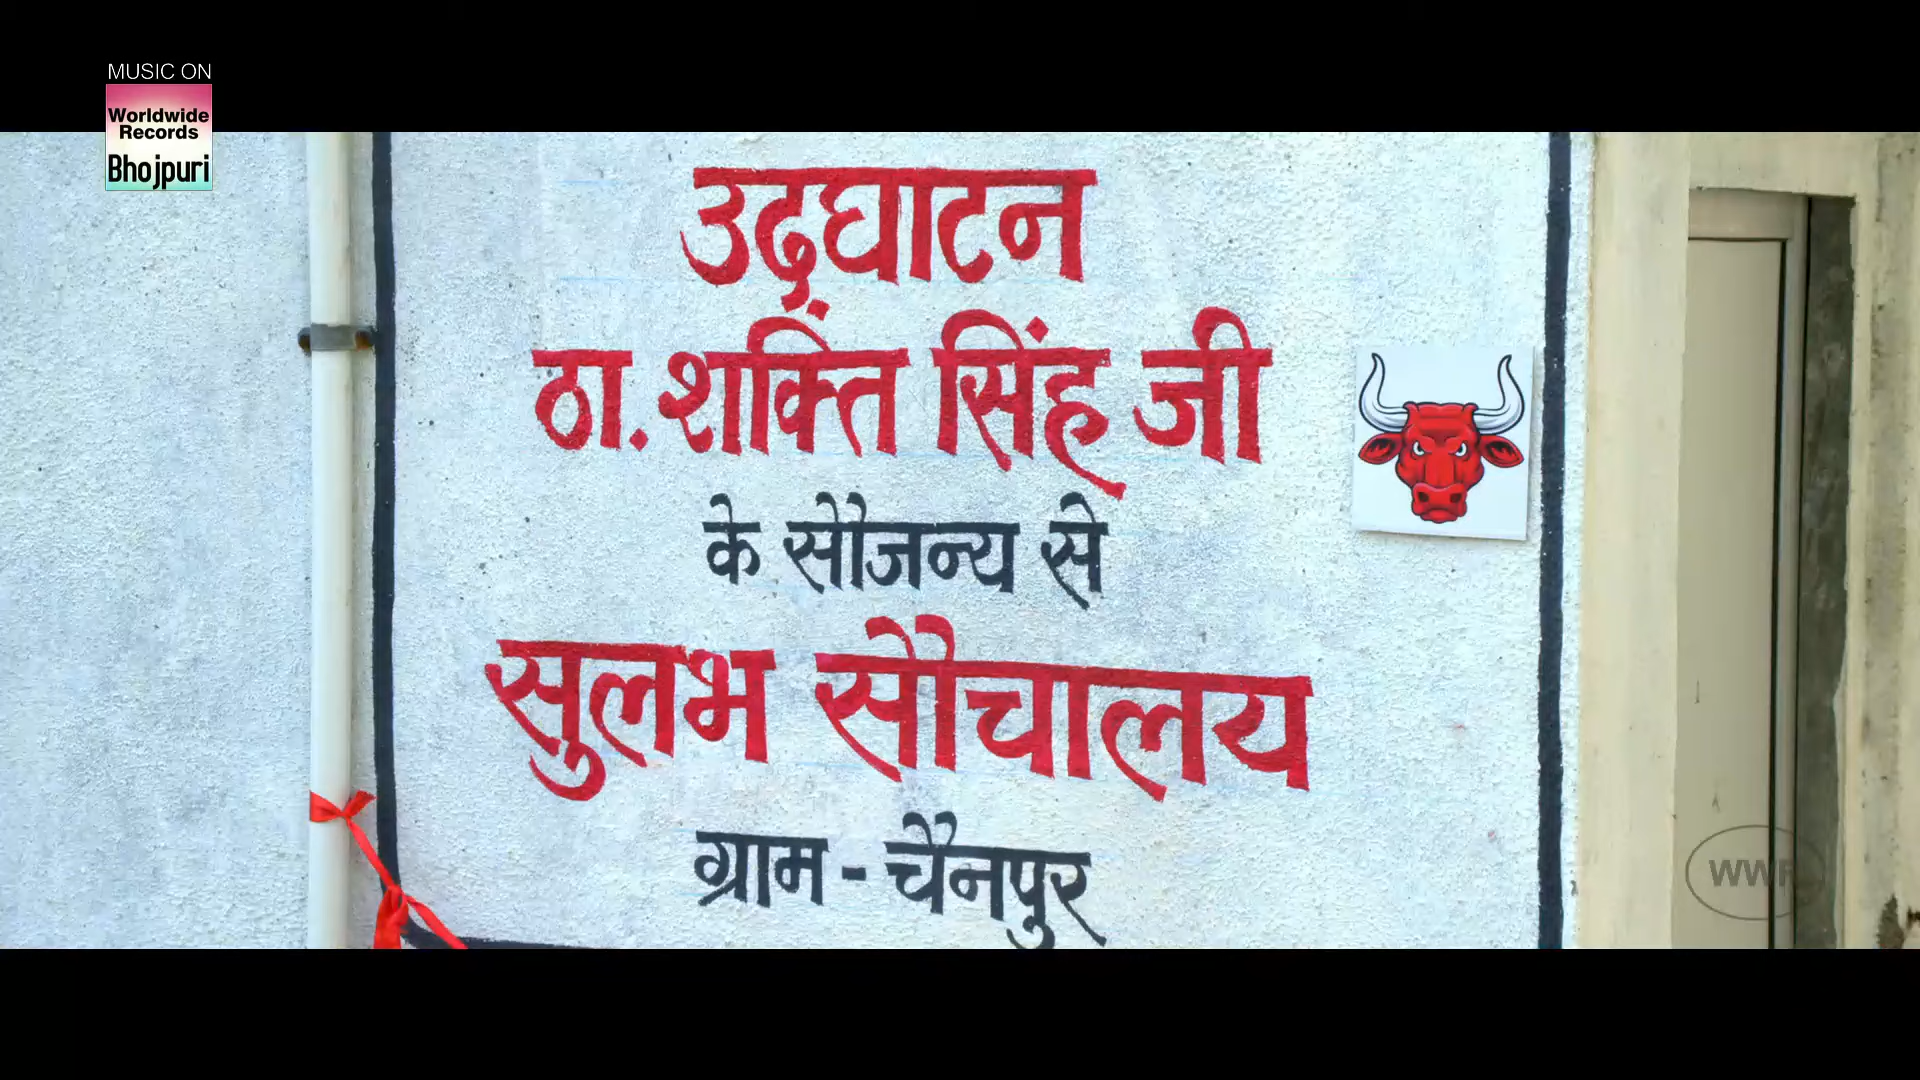 MUSIC ON
Worldwide
Records
Bhojpuri
उद्घाटन
ठा. शक्ति सिंह जी
के सौजन्य से
सुलभ सौचालय
ग्राम - चैनपुर
WWR